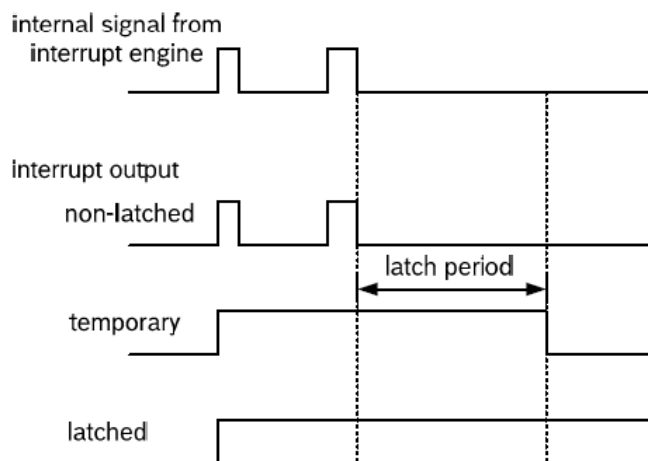 internal signal from
interrupt engine
interrupt output
non-latched
latch period
temporary
latched